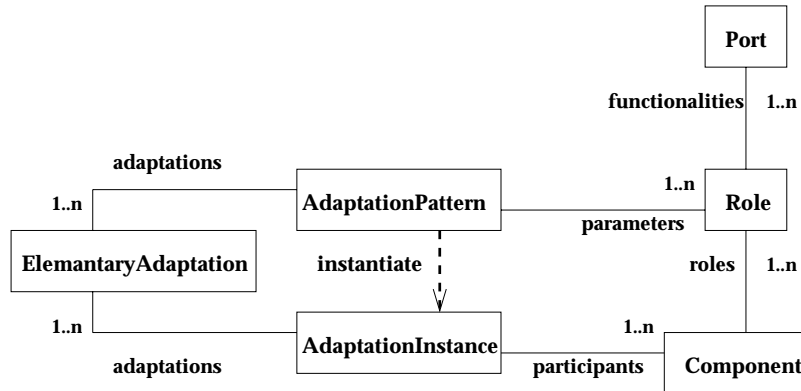 Port
functionalities 1..n
adaptations
1..n
AdaptationPattern
1..n
Role
parameters
ElemantaryAdaptation
instantiate
roles 1..n
1..n
AdaptationInstance
1..n
adaptations
participants
Component